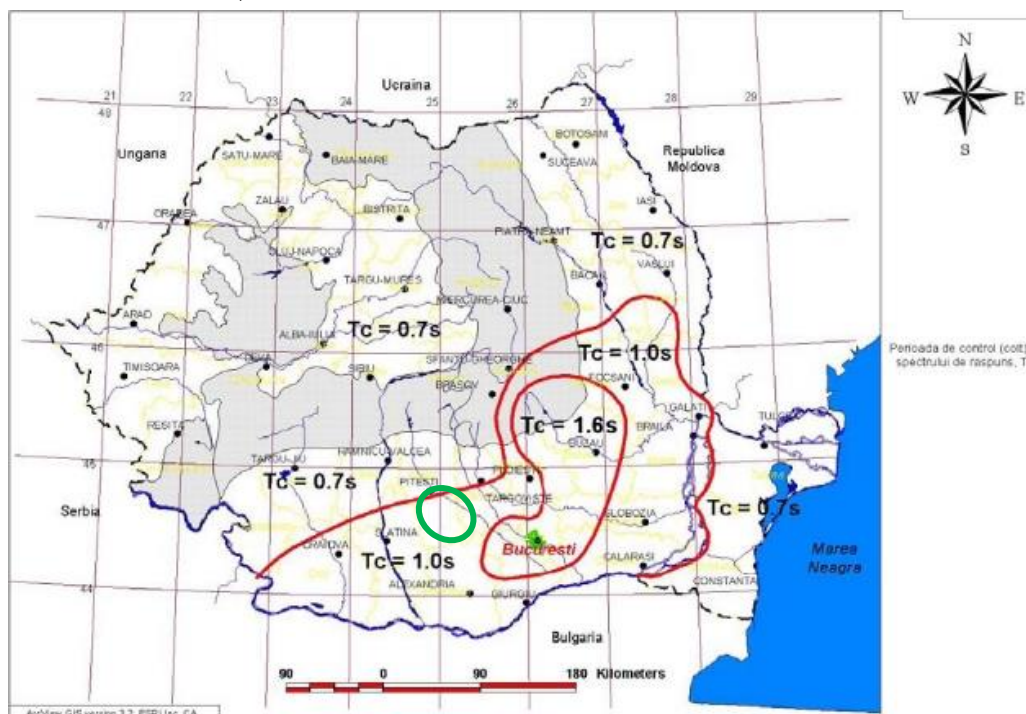 N
W E
S
Ucraina
21 22 23 24 25 26 27 28 29
48
Ungaria
Republica
Moldova
SATU-MARE
BAIA-MARE
BOTOSANI
SUCEAVA
ORADEA
ZALAU
BISTRITA
IASI
47
CLUJ-NAPOCA
PIATRA-NEAMT
Tc = 0.7s
TARGU-MURES
BACAU
VASLUI
MIERCUREA-CIUC
ARAD
ALBA-IULIA
Tc = 0.7s
46
TIMISOARA
DEVA
SIBIU
SFANTU-GHEORGHE
Tc = 1.0s
Perioada de control (colt)
spectrului de raspuns, T
BRASOV
FOCSANI
RESITA
Tc = 1.6s
GALATI
BRAILA
BUZAU
45
TARGU-JIU
RAMNICU-VALCEA
Tc = 0.7s
PITESTI
PLOIESTI
TARGOVISTE
Tc = 0.7s
Serbia
SLATINA
SLOBOZIA
CRAIOVA
Bucuresti
Tc = 1.0s
CALARASI
Marea
Neagra
ALEXANDRIA
CONSTANTA
44
GIURGIU
Bulgaria
90 0 90 180 Kilometers